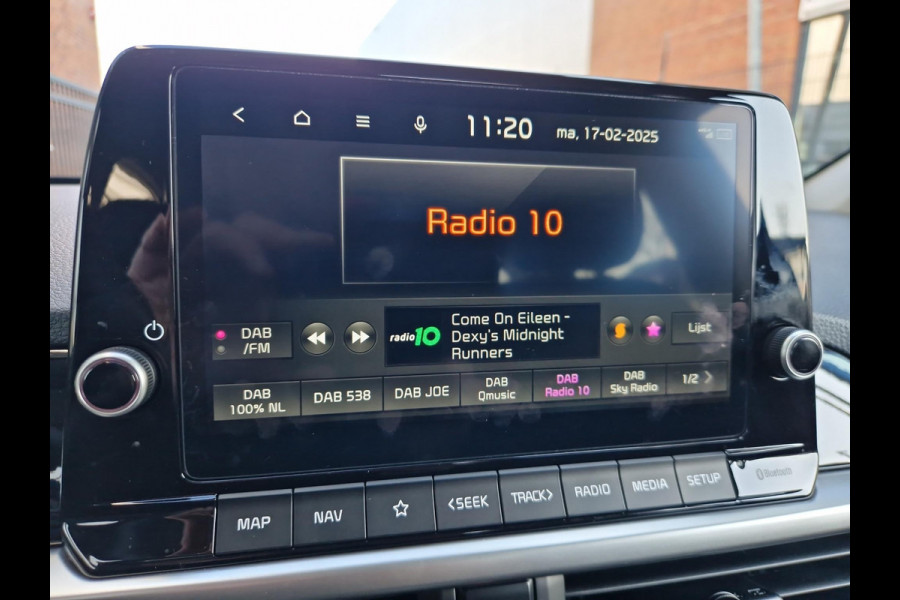 11:20 ma, 17-02-2025
Radio 10
DAB
/FM
radio10
Come On Eileen -
Dexy's Midnight
Runners
Lijst
DAB
100% NL
DAB 538
DAB JOE
DAB
Qmusic
DAB
Radio 10
DAB
Sky Radio
1/2
MAP
NAV
<SEEK
TRACK>
RADIO
MEDIA
SETUP
Bluetooth